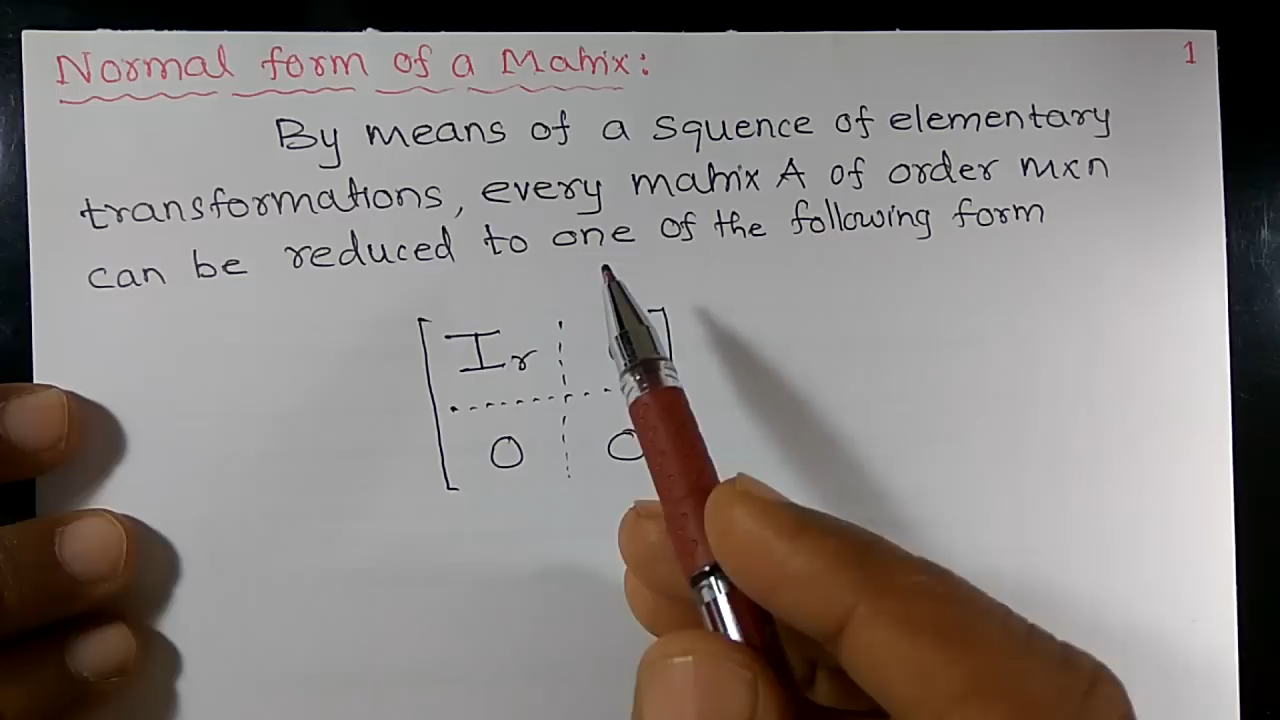 Normal form of a Matrix:
1
By means of a squence of elementary
transformations, every matrix A of order mxn
can be reduced to one of the following form
Ir
0 0